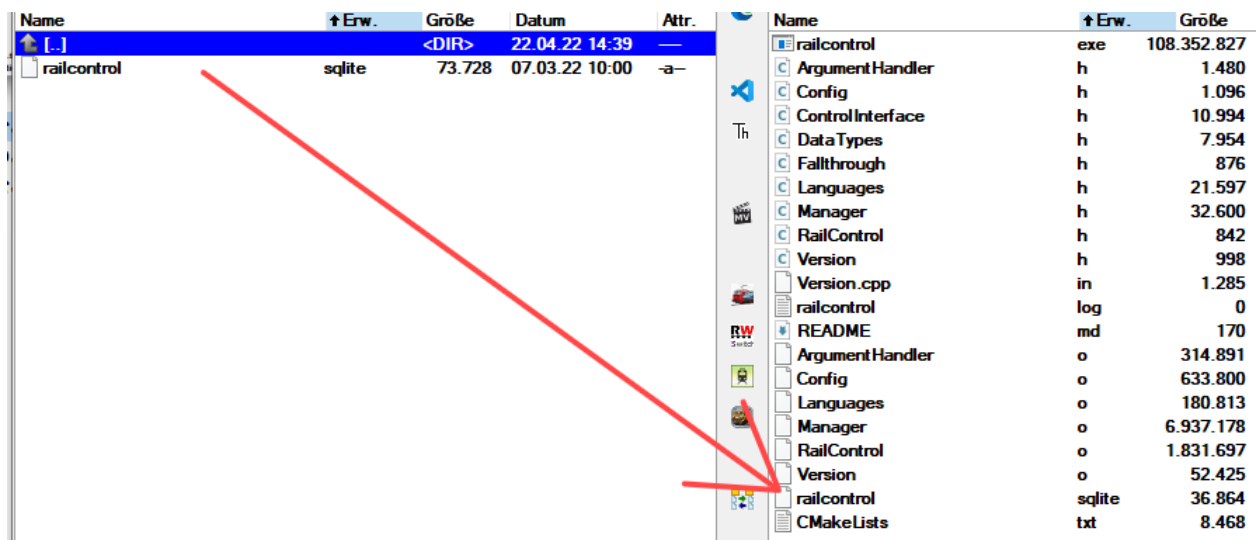 Name Erw. Größe Datum Attr.
[..] <DIR> 22.04.22 14:39 ----
railcontrol sqlite 73.728 07.03.22 10:00 -a--
Name Erw. Größe
railcontrol exe 108.352.827
ArgumentHandler h 1.480
Config h 1.096
ControlInterface h 10.994
DataTypes h 7.954
Fallthrough h 876
Languages h 21.597
Manager h 32.600
RailControl h 842
Version h 998
Version.cpp in 1.285
railcontrol log 0
README md 170
ArgumentHandler o 314.891
Config o 633.800
Languages o 180.813
Manager o 6.937.178
RailControl o 1.831.697
Version o 52.425
railcontrol sqlite 36.864
CMakeLists txt 8.468
Th
MV
RW
Switch